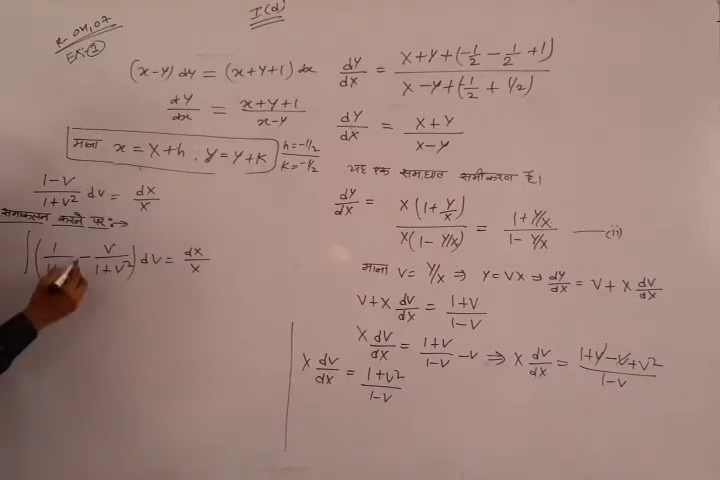 I(d)
R-04,07
EX:-(1)
(x-y) dy = (x+y+1) dx
dy/dx = (x+y+1)/(x-y)
माना x = X+h, y = Y+K
h = -1/2
K = -1/2
(1-V)/(1+V²) dv = dX/X
समाकलन करने पर:→
∫(1/ - V/(1+V²)) dv = dX/X
dY/dX = (X+Y+(-1/2 - 1/2 + 1))/(X-Y+(-1/2 + 1/2))
dY/dX = (X+Y)/(X-Y)
यह एक समघात समीकरण है।
dY/dX = X(1+Y/X)/X(1-Y/X) = (1+Y/X)/(1-Y/X) —(ii)
माना V = Y/X ⇒ Y = VX ⇒ dY/dX = V + X dV/dX
V + X dV/dX = (1+V)/(1-V)
X dV/dX = (1+V)/(1-V) - V ⇒ X dV/dX = (1+V-V+V²)/(1-V)
X dV/dX = (1+V²)/(1-V)